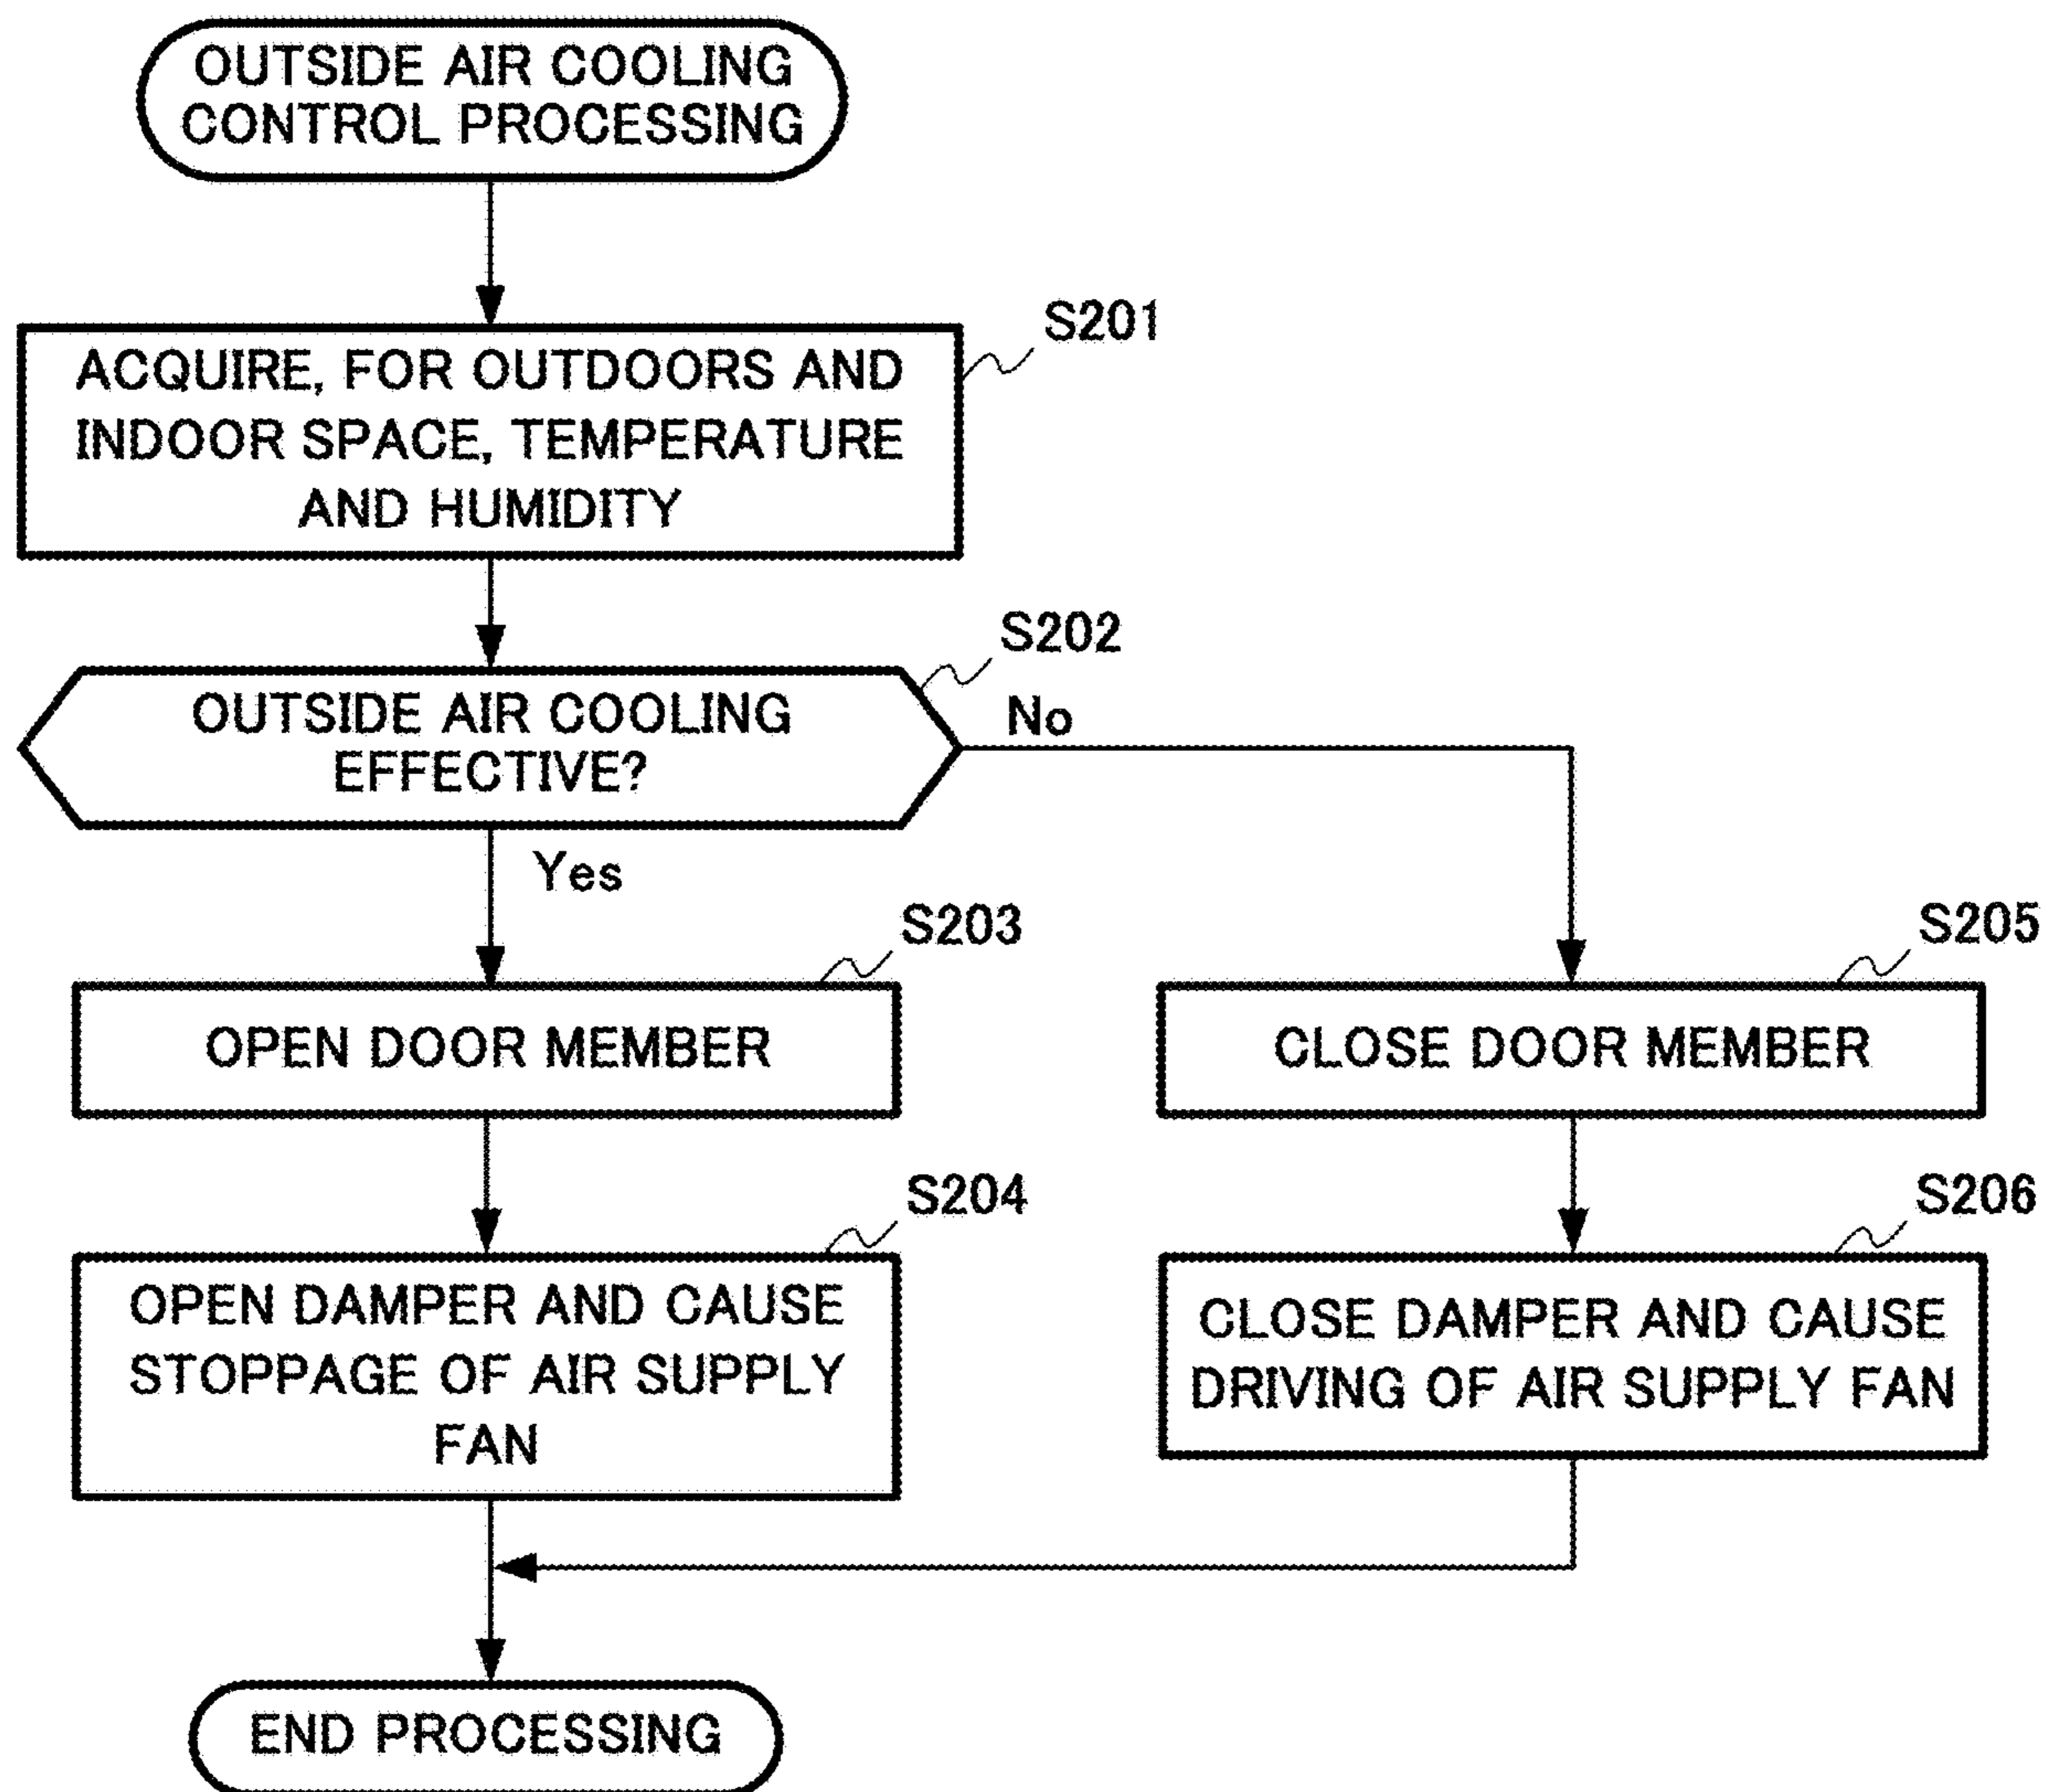 OUTSIDE AIR COOLING
CONTROL PROCESSING
S201
ACQUIRE, FOR OUTDOORS AND
INDOOR SPACE, TEMPERATURE
AND HUMIDITY
S202
OUTSIDE AIR COOLING
EFFECTIVE?
No
Yes
S203
OPEN DOOR MEMBER
S204
OPEN DAMPER AND CAUSE
STOPPAGE OF AIR SUPPLY
FAN
S205
CLOSE DOOR MEMBER
S206
CLOSE DAMPER AND CAUSE
DRIVING OF AIR SUPPLY FAN
END PROCESSING